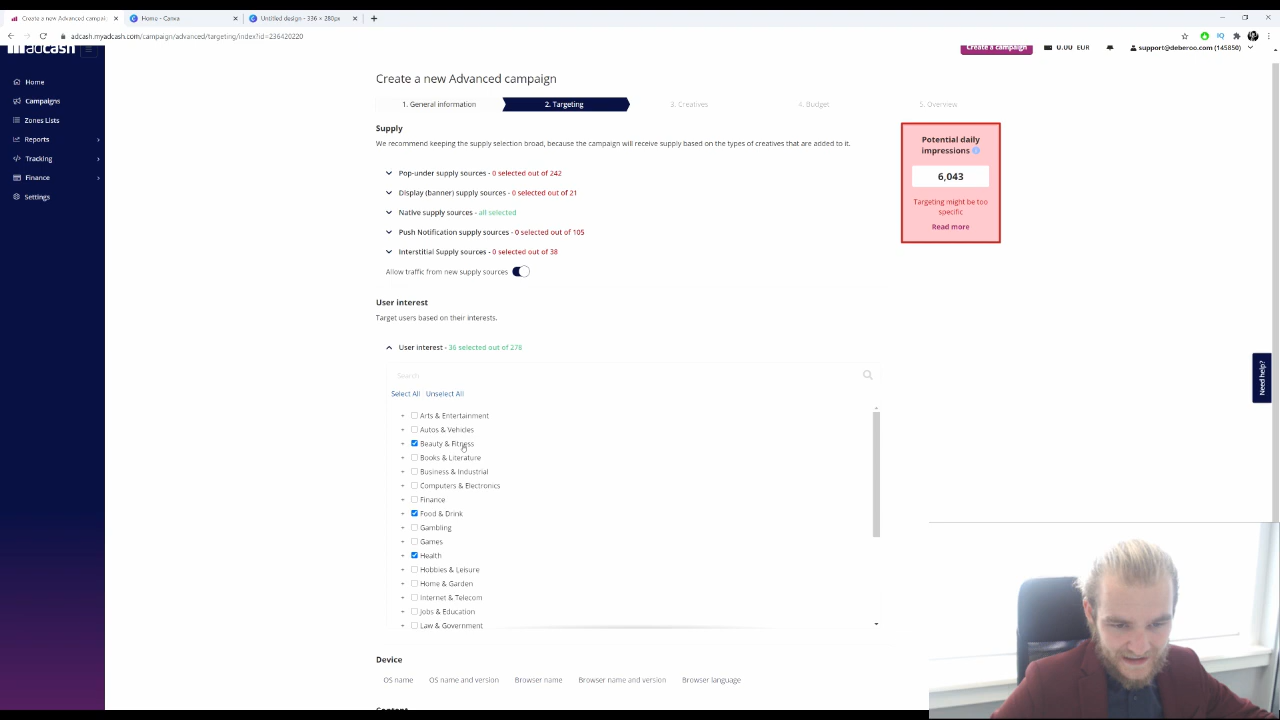 Create a new Advanced campai
Home - Canva
Untitled design - 336 × 280px
adcash.myadcash.com/campaign/advanced/targeting/index?id=236420220
adcash
Create a campaign
0.00 EUR
support@deberoo.com (145850)
Home
Campaigns
Zones Lists
Reports
Tracking
Finance
Settings
Create a new Advanced campaign
1. General information
2. Targeting
3. Creatives
4. Budget
5. Overview
Supply
We recommend keeping the supply selection broad, because the campaign will receive supply based on the types of creatives that are added to it.
Pop-under supply sources - 0 selected out of 242
Display (banner) supply sources - 0 selected out of 21
Native supply sources - all selected
Push Notification supply sources - 0 selected out of 105
Interstitial Supply sources - 0 selected out of 38
Allow traffic from new supply sources
Potential daily
impressions
6,043
Targeting might be too
specific
Read more
User interest
Target users based on their interests.
User interest - 36 selected out of 278
Search
Select All Unselect All
Arts & Entertainment
Autos & Vehicles
Beauty & Fitness
Books & Literature
Business & Industrial
Computers & Electronics
Finance
Food & Drink
Gambling
Games
Health
Hobbies & Leisure
Home & Garden
Internet & Telecom
Jobs & Education
Law & Government
Need help?
Device
OS name
OS name and version
Browser name
Browser name and version
Browser language